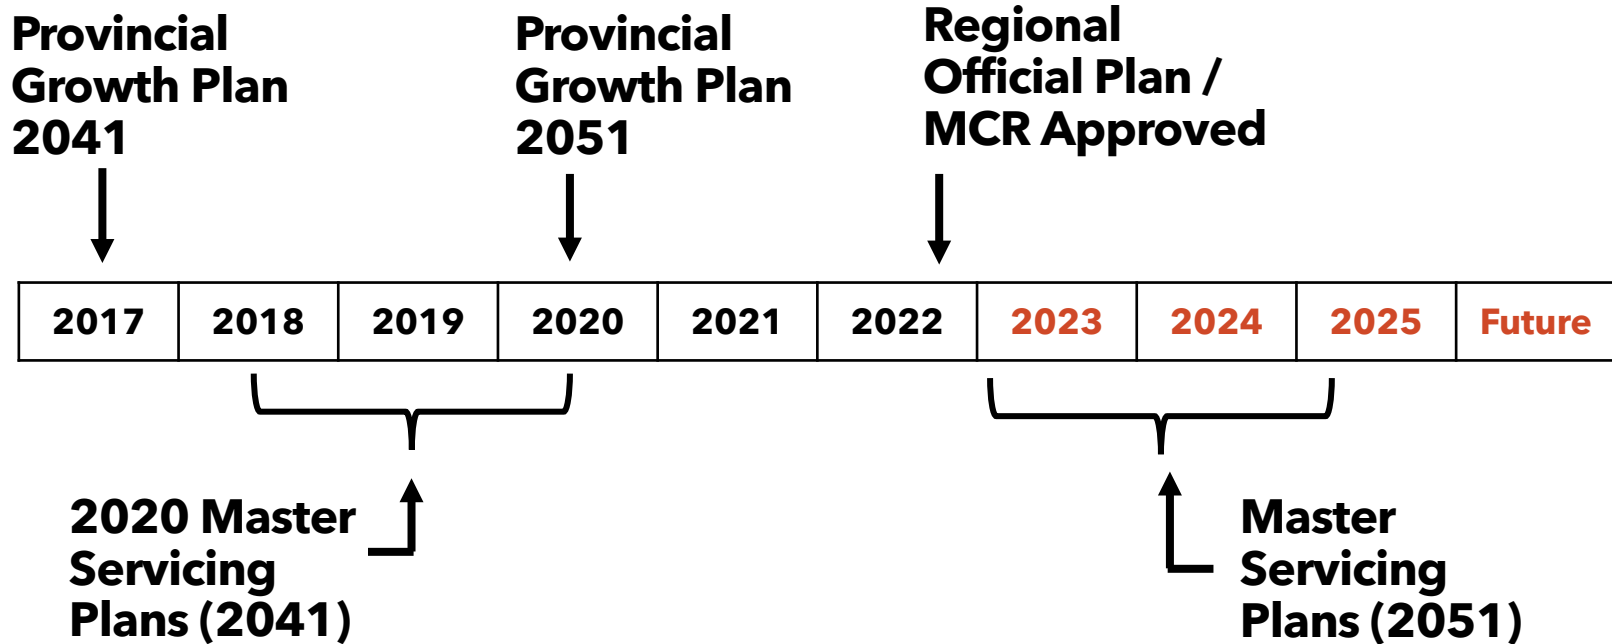 Provincial
Growth Plan
2041
Provincial
Growth Plan
2051
Regional
Official Plan /
MCR Approved
2017 2018 2019 2020 2021 2022 2023 2024 2025 Future
2020 Master
Servicing
Plans (2041)
Master
Servicing
Plans (2051)